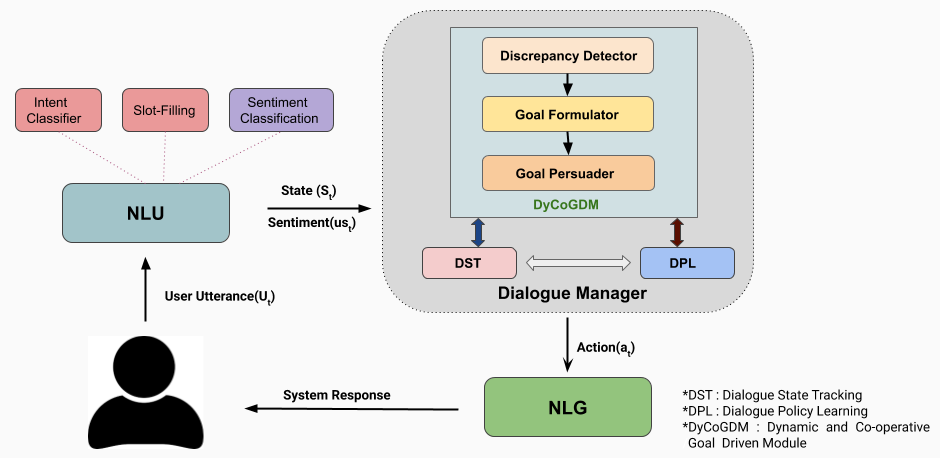 Discrepancy Detector
Goal Formulator
Goal Persuader
DyCoGDM
Intent
Classifier
Slot-Filling
Sentiment
Classification
NLU
State (St)
Sentiment(ust)
DST
DPL
Dialogue Manager
User Utterance(Ut)
Action(at)
System Response
NLG
*DST : Dialogue State Tracking
*DPL : Dialogue Policy Learning
*DyCoGDM : Dynamic and Co-operative
Goal Driven Module